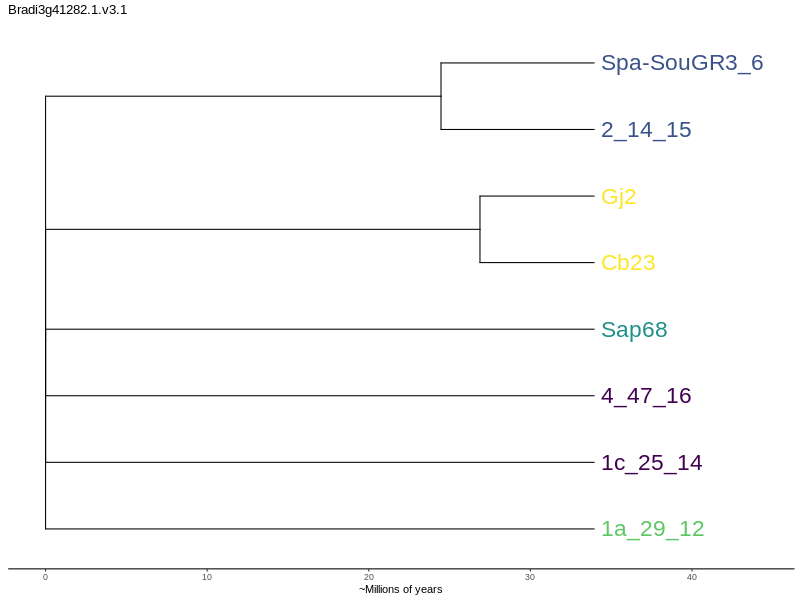 Bradi3g41282.1.v3.1
Spa-SouGR3_6
2_14_15
Gj2
Cb23
Sap68
4_47_16
1c_25_14
1a_29_12
0 10 20 30 40
~Millions of years